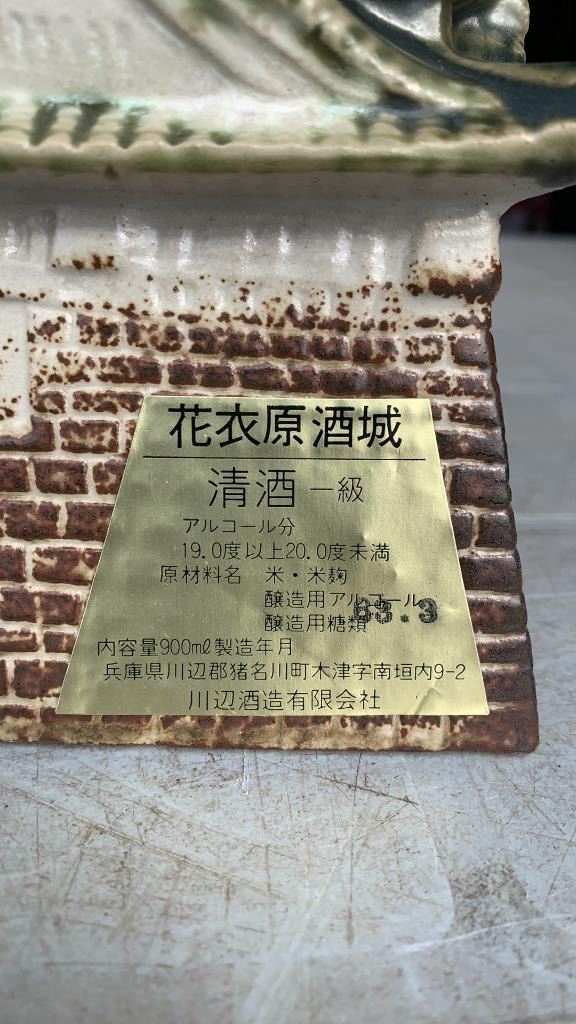 花衣原酒城
清酒 一級
アルコール分
19.0度以上20.0度未満
原材料名 米・米麹
醸造用アルコール
醸造用糖類
63.3
内容量900mℓ製造年月
兵庫県川辺郡猪名川町木津字南垣内9-2
川辺酒造有限会社